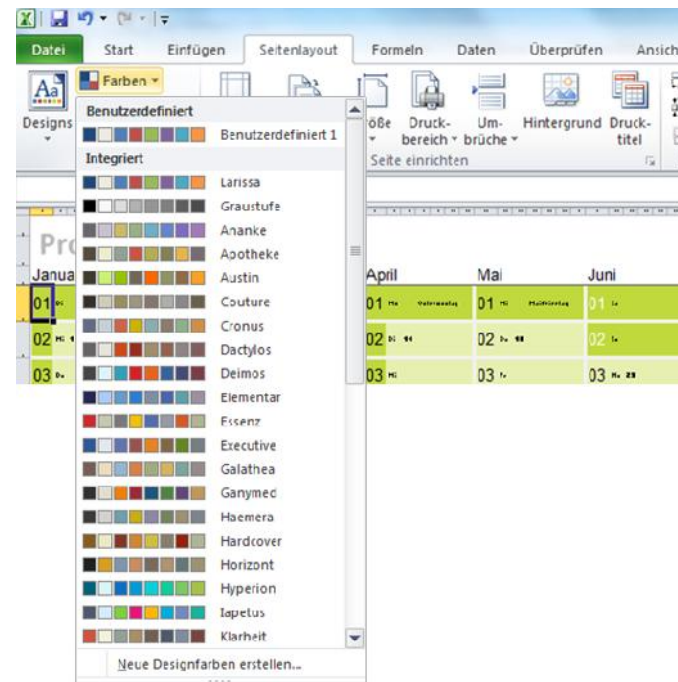 Datei Start Einfügen Seitenlayout Formeln Daten Überprüfen Ansich
Aa Farben
Designs
öße Druck- Um- Hintergrund Druck-
bereich brüche titel
Seite einrichten
Benutzerdefiniert
Benutzerdefiniert 1
Integriert
Larissa
Graustufe
Ananke
Apotheke
Austin
Couture
Cronus
Dactylos
Deimos
Elementar
Essenz
Executive
Galathea
Ganymed
Haemera
Hardcover
Horizont
Hyperion
Iapetus
Klarheit
Neue Designfarben erstellen...
Pro
Janua April Mai Juni
01 01 01 01
02 02 02 02
03 03 03 03